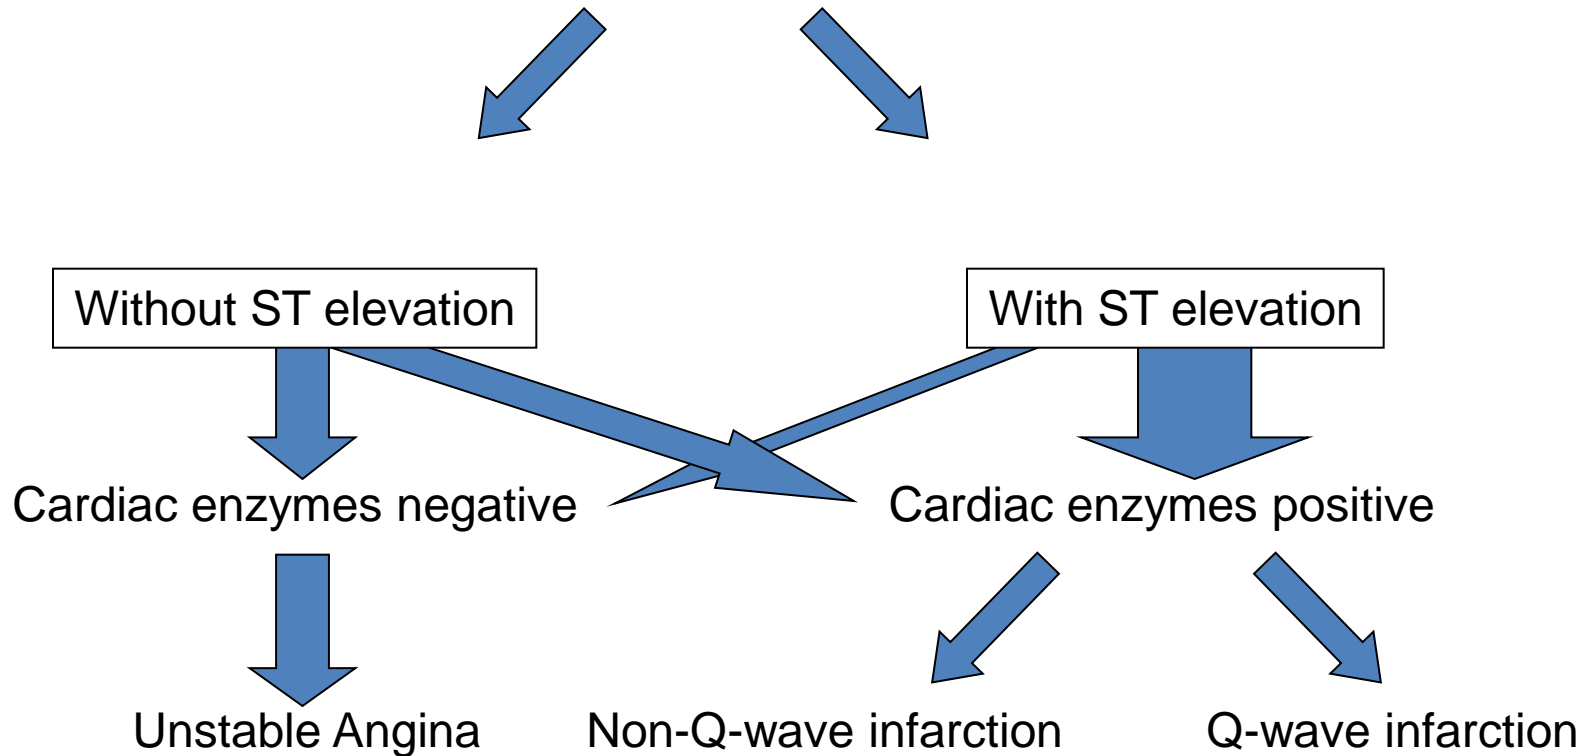 Without ST elevation
With ST elevation
Cardiac enzymes negative
Cardiac enzymes positive
Unstable Angina
Non-Q-wave infarction
Q-wave infarction